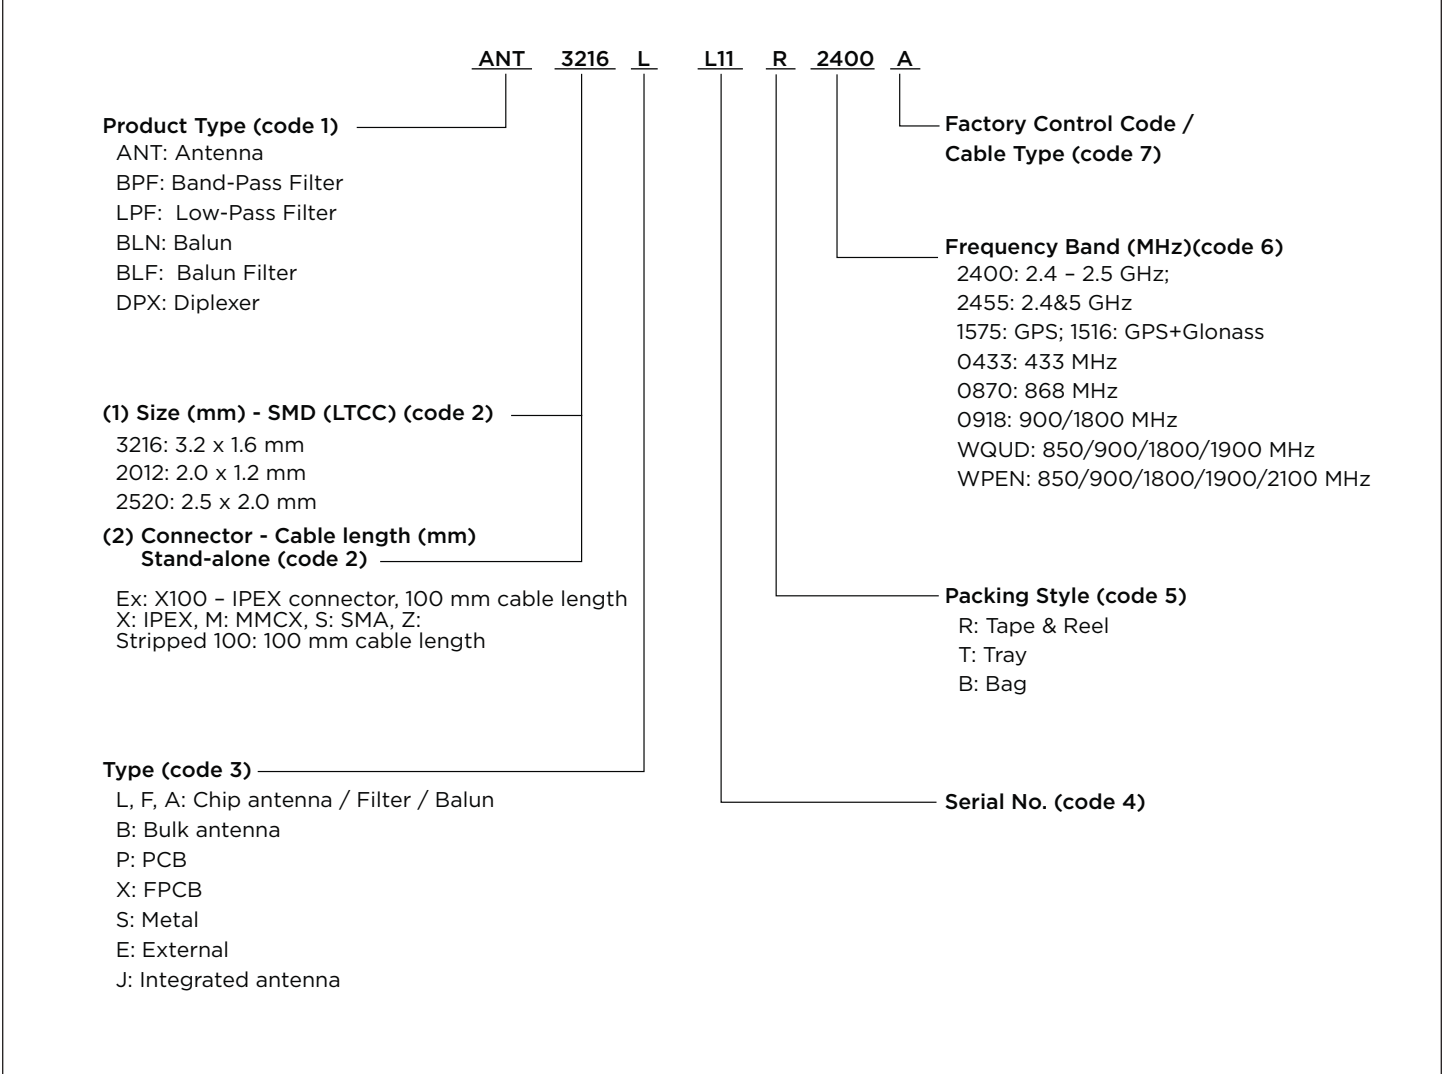 ANT 3216 L L11 R 2400 A
Product Type (code 1)
ANT: Antenna
BPF: Band-Pass Filter
LPF: Low-Pass Filter
BLN: Balun
BLF: Balun Filter
DPX: Diplexer
(1) Size (mm) - SMD (LTCC) (code 2)
3216: 3.2 x 1.6 mm
2012: 2.0 x 1.2 mm
2520: 2.5 x 2.0 mm
(2) Connector - Cable length (mm)
Stand-alone (code 2)
Ex: X100 – IPEX connector, 100 mm cable length
X: IPEX, M: MMCX, S: SMA, Z:
Stripped 100: 100 mm cable length
Type (code 3)
L, F, A: Chip antenna / Filter / Balun
B: Bulk antenna
P: PCB
X: FPCB
S: Metal
E: External
J: Integrated antenna
Factory Control Code /
Cable Type (code 7)
Frequency Band (MHz)(code 6)
2400: 2.4 – 2.5 GHz;
2455: 2.4&5 GHz
1575: GPS; 1516: GPS+Glonass
0433: 433 MHz
0870: 868 MHz
0918: 900/1800 MHz
WQUD: 850/900/1800/1900 MHz
WPEN: 850/900/1800/1900/2100 MHz
Packing Style (code 5)
R: Tape & Reel
T: Tray
B: Bag
Serial No. (code 4)